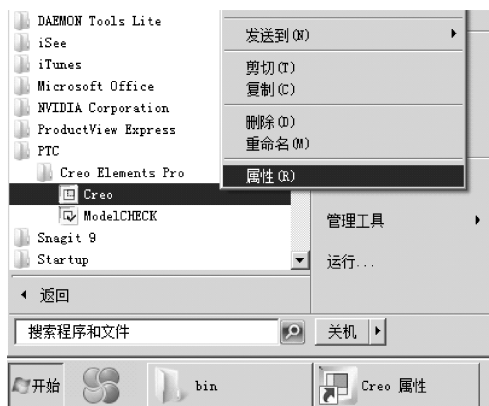 DAEMON Tools Lite
iSee
iTunes
Microsoft Office
NVIDIA Corporation
ProductView Express
PTC
Creo Elements Pro
Creo
ModelCHECK
Snagit 9
Startup
返回
搜索程序和文件
发送到(N)
剪切(T)
复制(C)
删除(D)
重命名(M)
属性(R)
管理工具
运行...
关机
开始
bin
Creo 属性